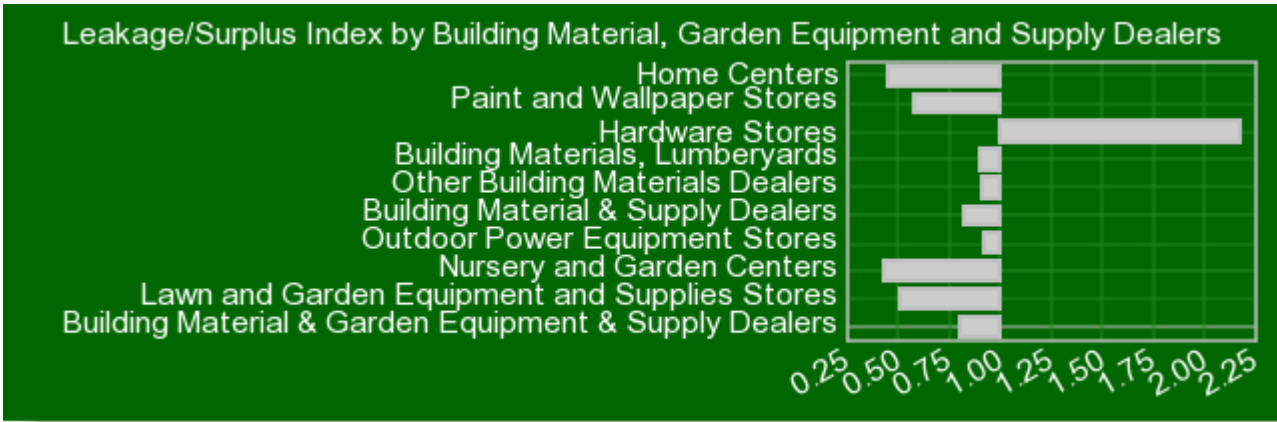 Leakage/Surplus Index by Building Material, Garden Equipment and Supply Dealers
Home Centers
Paint and Wallpaper Stores
Hardware Stores
Building Materials, Lumberyards
Other Building Materials Dealers
Building Material & Supply Dealers
Outdoor Power Equipment Stores
Nursery and Garden Centers
Lawn and Garden Equipment and Supplies Stores
Building Material & Garden Equipment & Supply Dealers
0.25 0.50 0.75 1.00 1.25 1.50 1.75 2.00 2.25